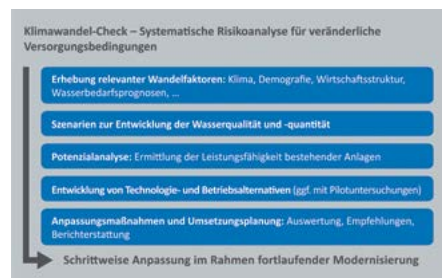 Klimawandel-Check – Systematische Risikoanalyse für veränderliche
Versorgungsbedingungen
Erhebung relevanter Wandelfaktoren: Klima, Demografie, Wirtschaftsstruktur,
Wasserbedarfsprognosen, ...
Szenarien zur Entwicklung der Wasserqualität und -quantität
Potenzialanalyse: Ermittlung der Leistungsfähigkeit bestehender Anlagen
Entwicklung von Technologie- und Betriebsalternativen (ggf. mit Pilotuntersuchungen)
Anpassungsmaßnahmen und Umsetzungsplanung: Auswertung, Empfehlungen,
Berichterstattung
Schrittweise Anpassung im Rahmen fortlaufender Modernisierung